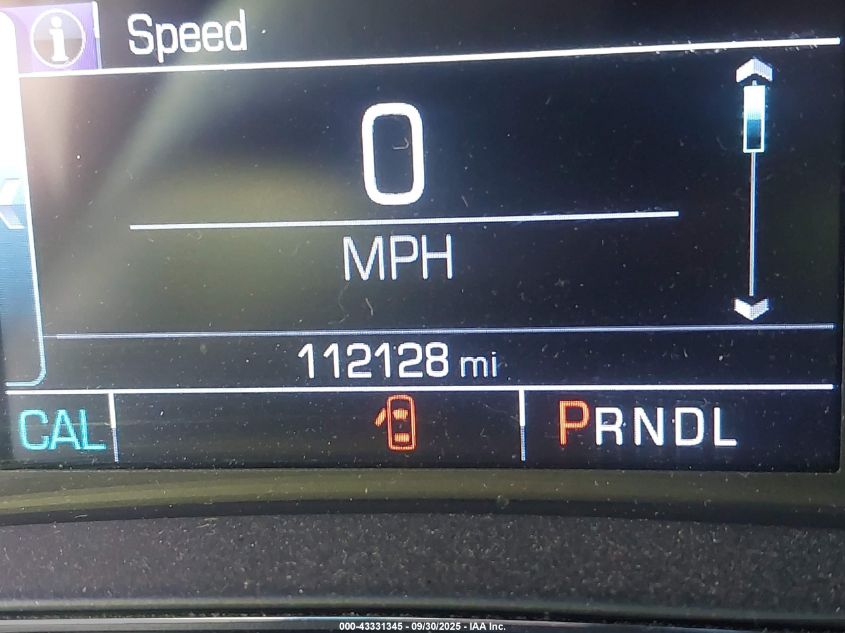 i Speed
0
MPH
112128 mi
CAL PRNDL
000-43331345 - 09/30/2025 - IAA Inc.